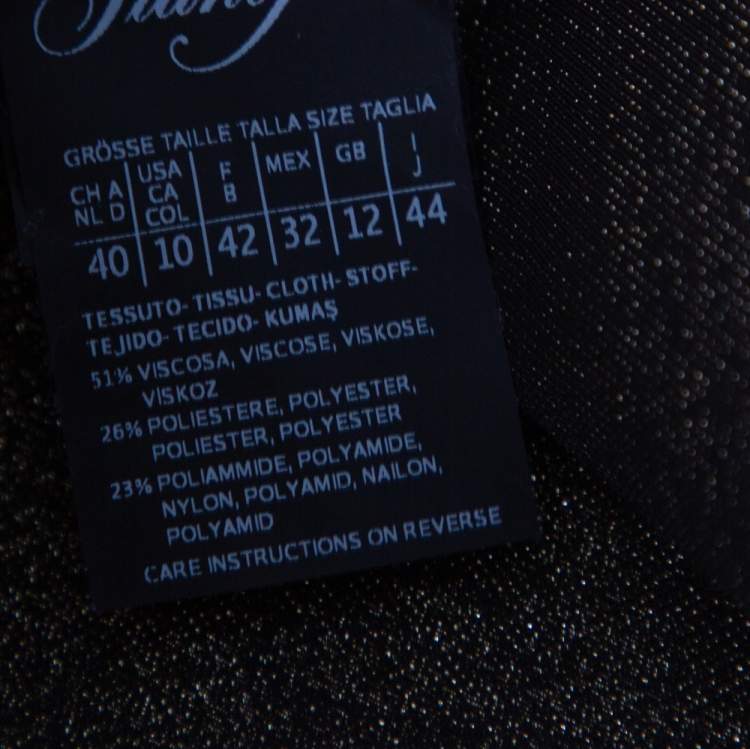 GRÖSSE TAILLE TALLA SIZE TAGLIA
CH A NL D | USA CA COL | F B | MEX | GB | I J
40 | 10 | 42 | 32 | 12 | 44
TESSUTO- TISSU- CLOTH- STOFF-
TEJIDO- TECIDO- KUMAŞ
51% VISCOSA, VISCOSE, VISKOSE,
VİSKOZ
26% POLIESTERE, POLYESTER,
POLIESTER, POLYESTER
23% POLIAMMIDE, POLYAMIDE,
NYLON, POLYAMID, NAILON,
POLYAMID
CARE INSTRUCTIONS ON REVERSE